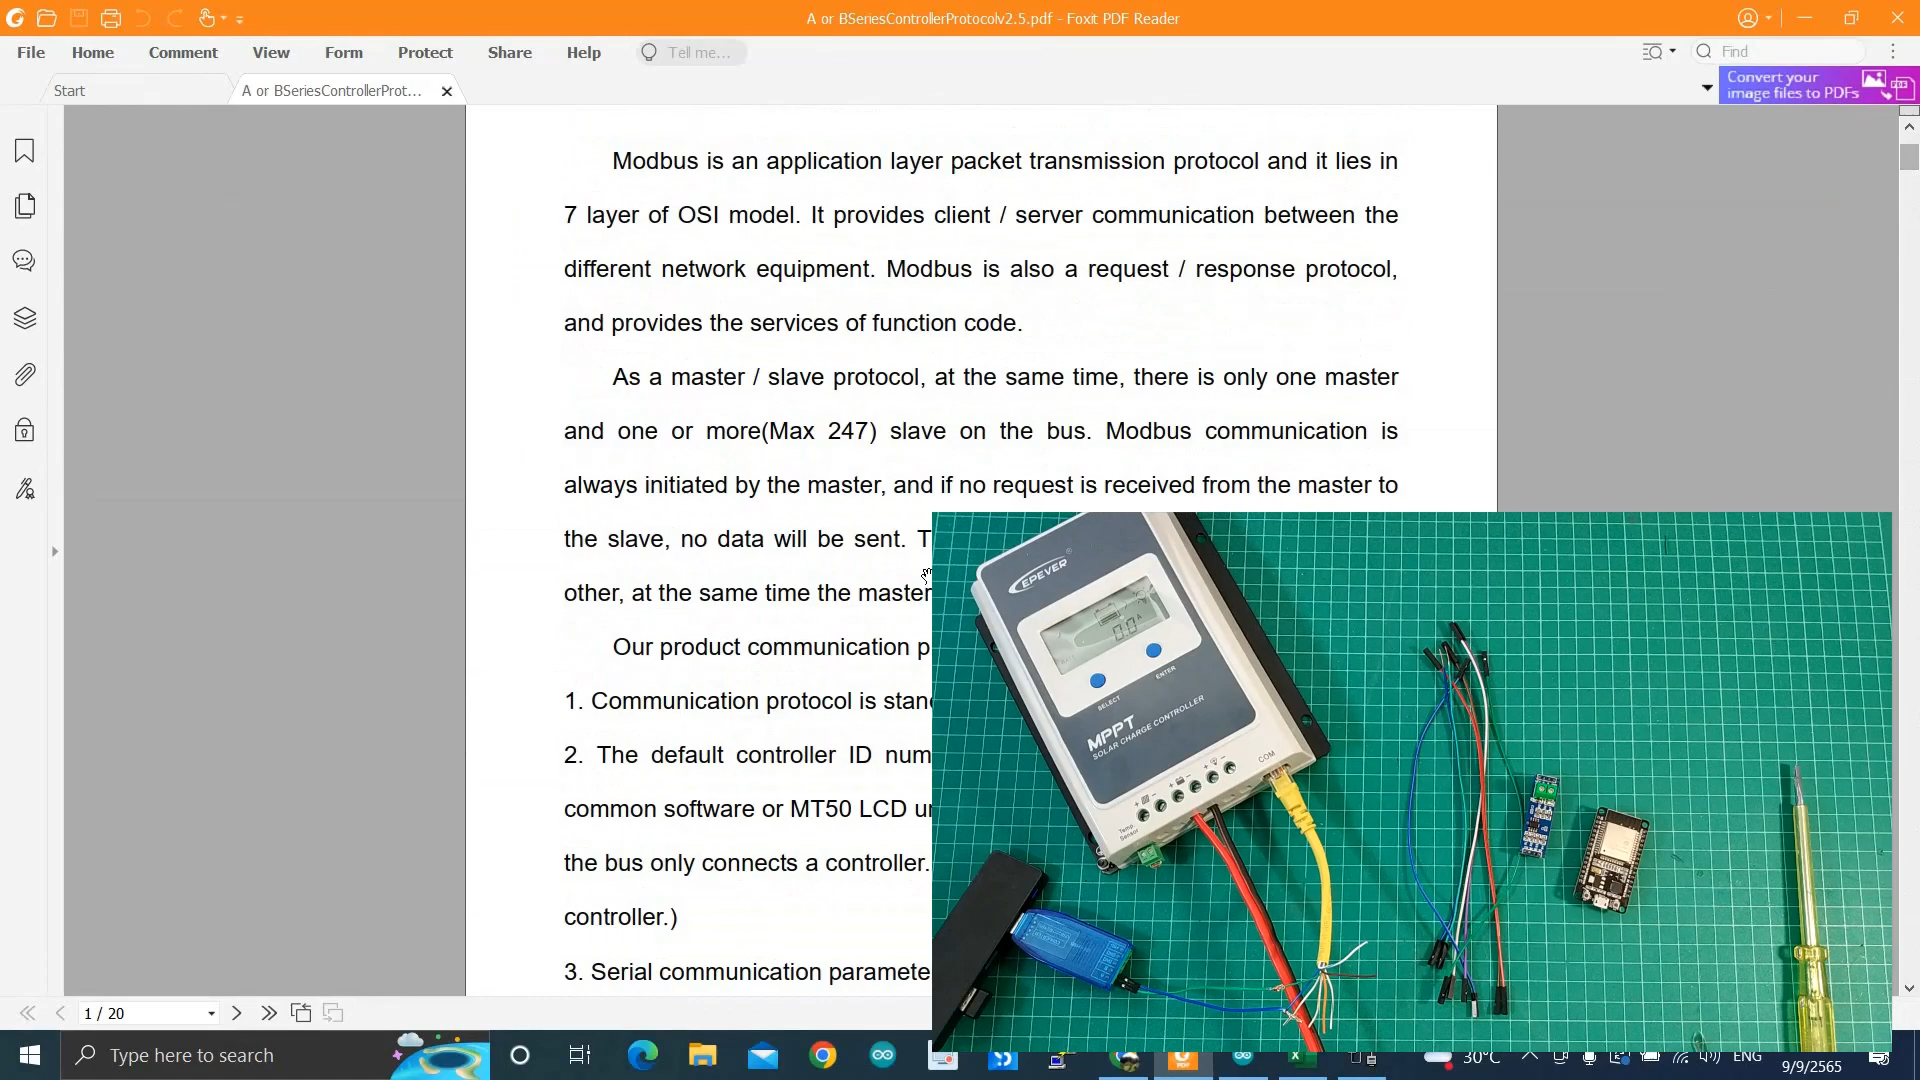 A or BSeriesControllerProtocolv2.5.pdf - Foxit PDF Reader
File Home Comment View Form Protect Share Help Tell me... Find
Start A or BSeriesControllerProt...
Convert your
image files to PDFs
Modbus is an application layer packet transmission protocol and it lies in
7 layer of OSI model. It provides client / server communication between the
different network equipment. Modbus is also a request / response protocol,
and provides the services of function code.
As a master / slave protocol, at the same time, there is only one master
and one or more(Max 247) slave on the bus. Modbus communication is
always initiated by the master, and if no request is received from the master to
the slave, no data will be sent. T
other, at the same time the master
Our product communication p
1. Communication protocol is stand
2. The default controller ID num
common software or MT50 LCD un
the bus only connects a controller.
controller.)
3. Serial communication paramete
EPEVER
0.0 A
SELECT
ENTER
MPPT
SOLAR CHARGE CONTROLLER
COM
Temp
Sensor
1 / 20
Type here to search
30°C
ENG
9/9/2565